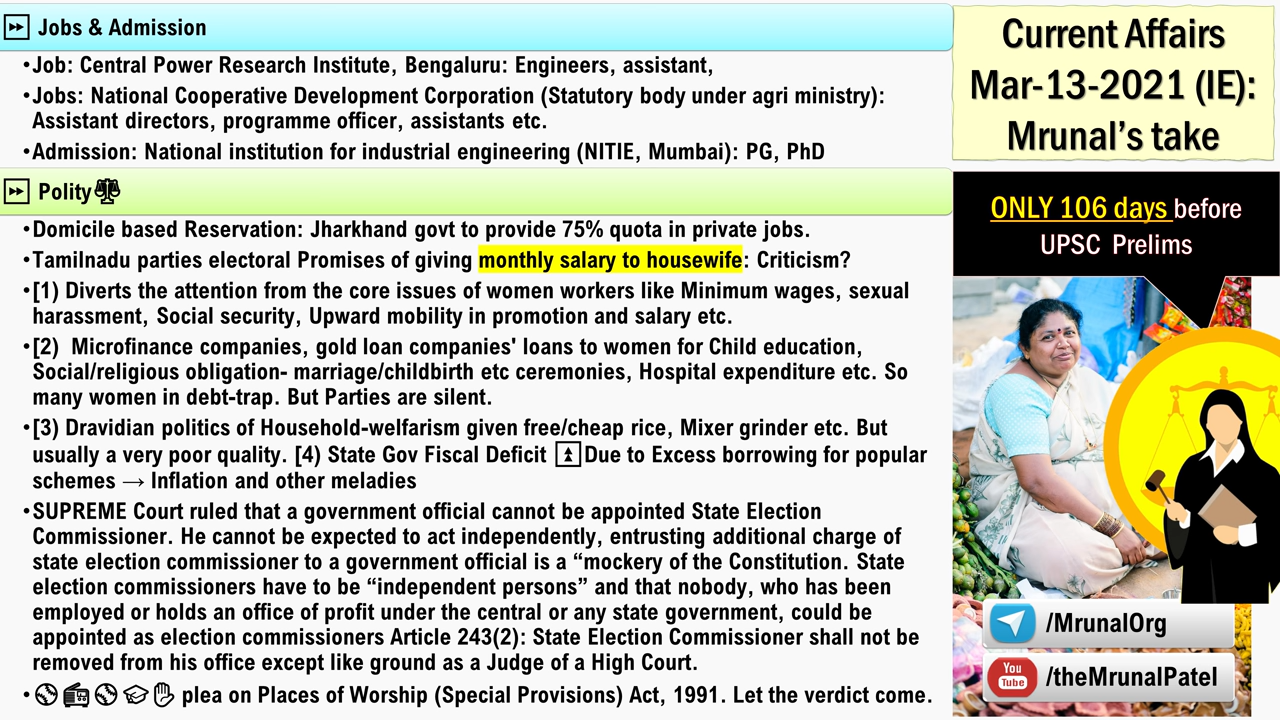 Jobs & Admission
•Job: Central Power Research Institute, Bengaluru: Engineers, assistant,
•Jobs: National Cooperative Development Corporation (Statutory body under agri ministry):
Assistant directors, programme officer, assistants etc.
•Admission: National institution for industrial engineering (NITIE, Mumbai): PG, PhD
Polity
•Domicile based Reservation: Jharkhand govt to provide 75% quota in private jobs.
•Tamilnadu parties electoral Promises of giving monthly salary to housewife: Criticism?
•[1) Diverts the attention from the core issues of women workers like Minimum wages, sexual
harassment, Social security, Upward mobility in promotion and salary etc.
•[2)  Microfinance companies, gold loan companies' loans to women for Child education,
Social/religious obligation- marriage/childbirth etc ceremonies, Hospital expenditure etc. So
many women in debt-trap. But Parties are silent.
•[3) Dravidian politics of Household-welfarism given free/cheap rice, Mixer grinder etc. But
usually a very poor quality. [4) State Gov Fiscal Deficit Due to Excess borrowing for popular
schemes → Inflation and other meladies
•SUPREME Court ruled that a government official cannot be appointed State Election
Commissioner. He cannot be expected to act independently, entrusting additional charge of
state election commissioner to a government official is a “mockery of the Constitution. State
election commissioners have to be “independent persons” and that nobody, who has been
employed or holds an office of profit under the central or any state government, could be
appointed as election commissioners Article 243(2): State Election Commissioner shall not be
removed from his office except like ground as a Judge of a High Court.
• plea on Places of Worship (Special Provisions) Act, 1991. Let the verdict come.
Current Affairs
Mar-13-2021 (IE):
Mrunal’s take
ONLY 106 days before
UPSC Prelims
/MrunalOrg
You
Tube
/theMrunalPatel